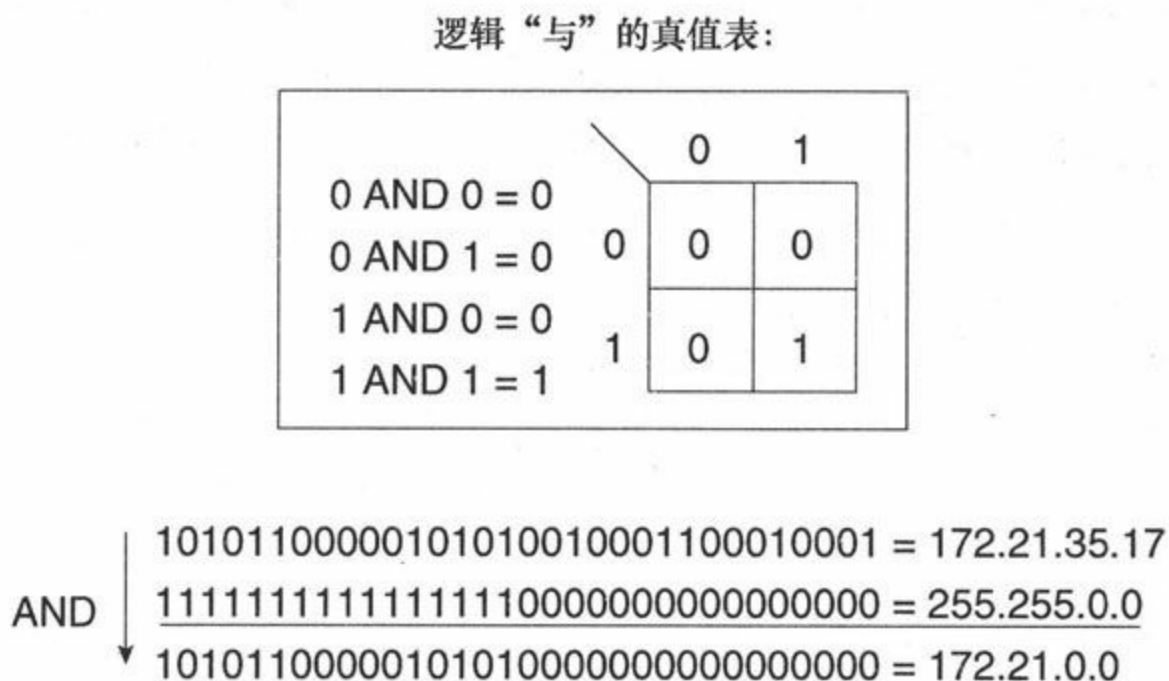 逻辑“与”的真值表:
0 AND 0 = 0
0 AND 1 = 0
1 AND 0 = 0
1 AND 1 = 1
0 1
0 0 0
1 0 1
10101100000101010010001100010001 = 172.21.35.17
AND
11111111111111110000000000000000 = 255.255.0.0
10101100000101010000000000000000 = 172.21.0.0